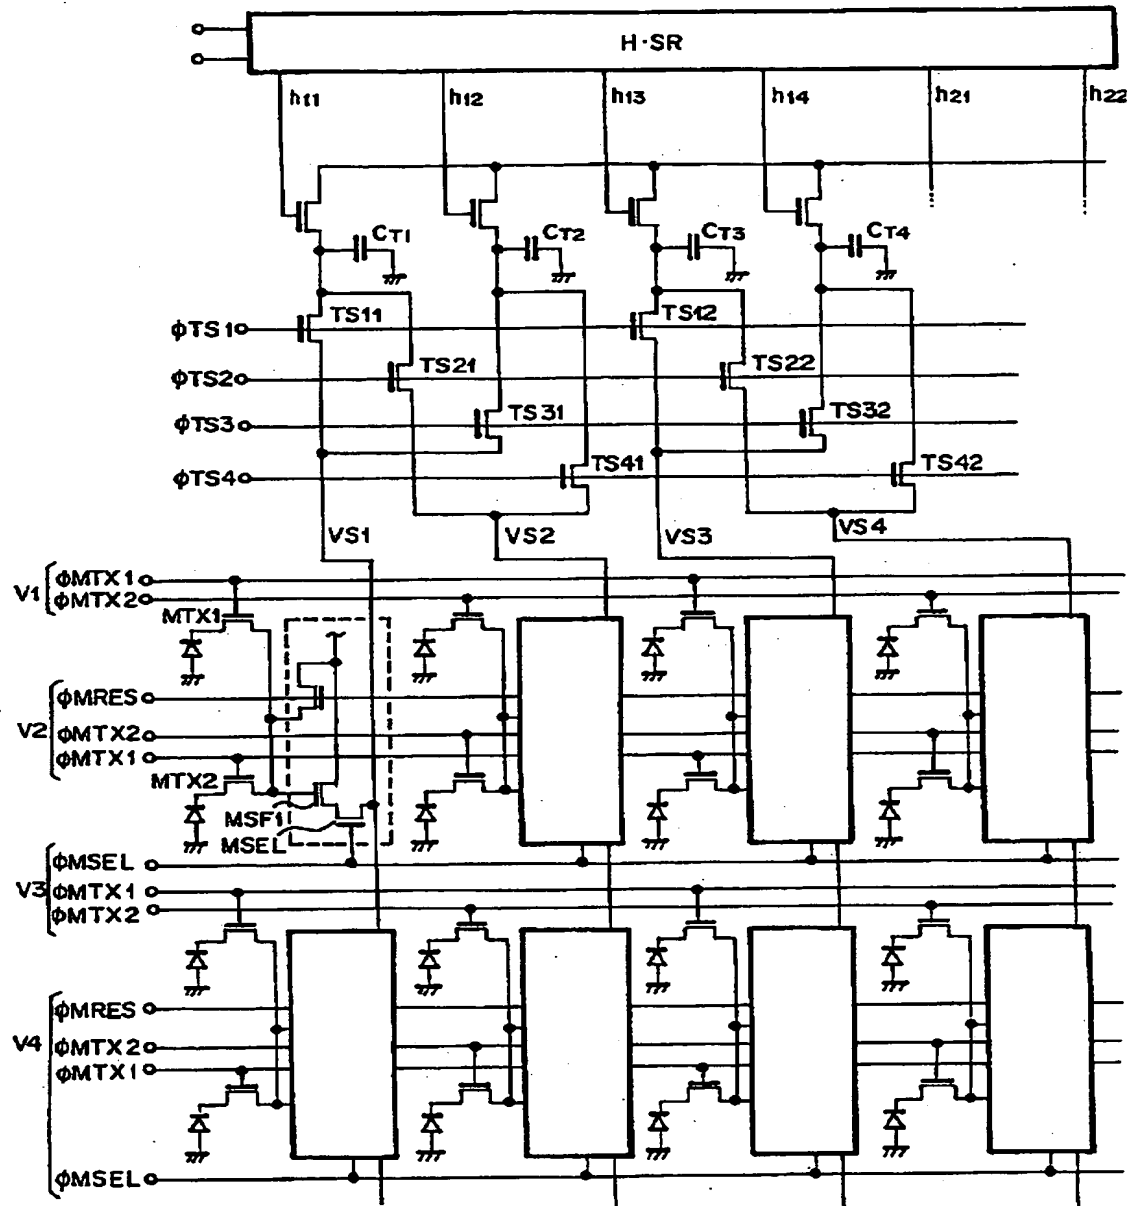 H·SR
h11 h12 h13 h14 h21 h22
CT1 CT2 CT3 CT4
φTS1 TS11 TS12
φTS2 TS21 TS22
φTS3 TS31 TS32
φTS4 TS41 TS42
VS1 VS2 VS3 VS4
V1 φMTX1
φMTX2
MTX1
φMRES
V2 φMTX2
φMTX1
MTX2
MSF1
MSEL
φMSEL
V3 φMTX1
φMTX2
φMRES
V4 φMTX2
φMTX1
φMSEL